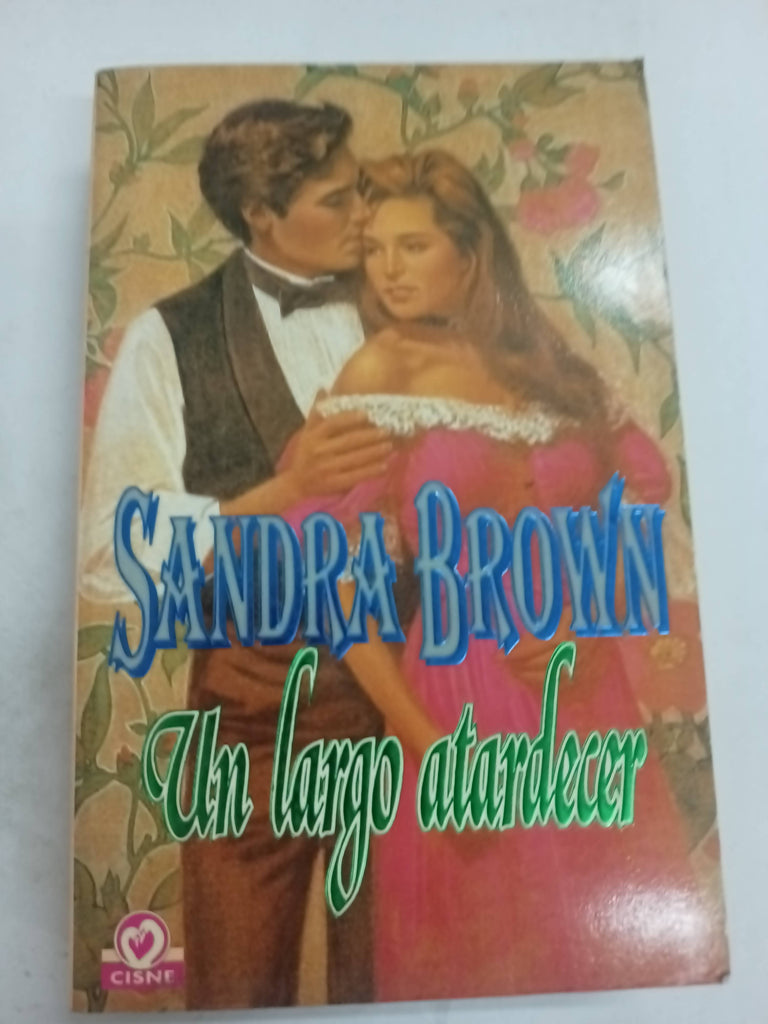 SANDRA BROWN
Un largo atardecer
CISNE